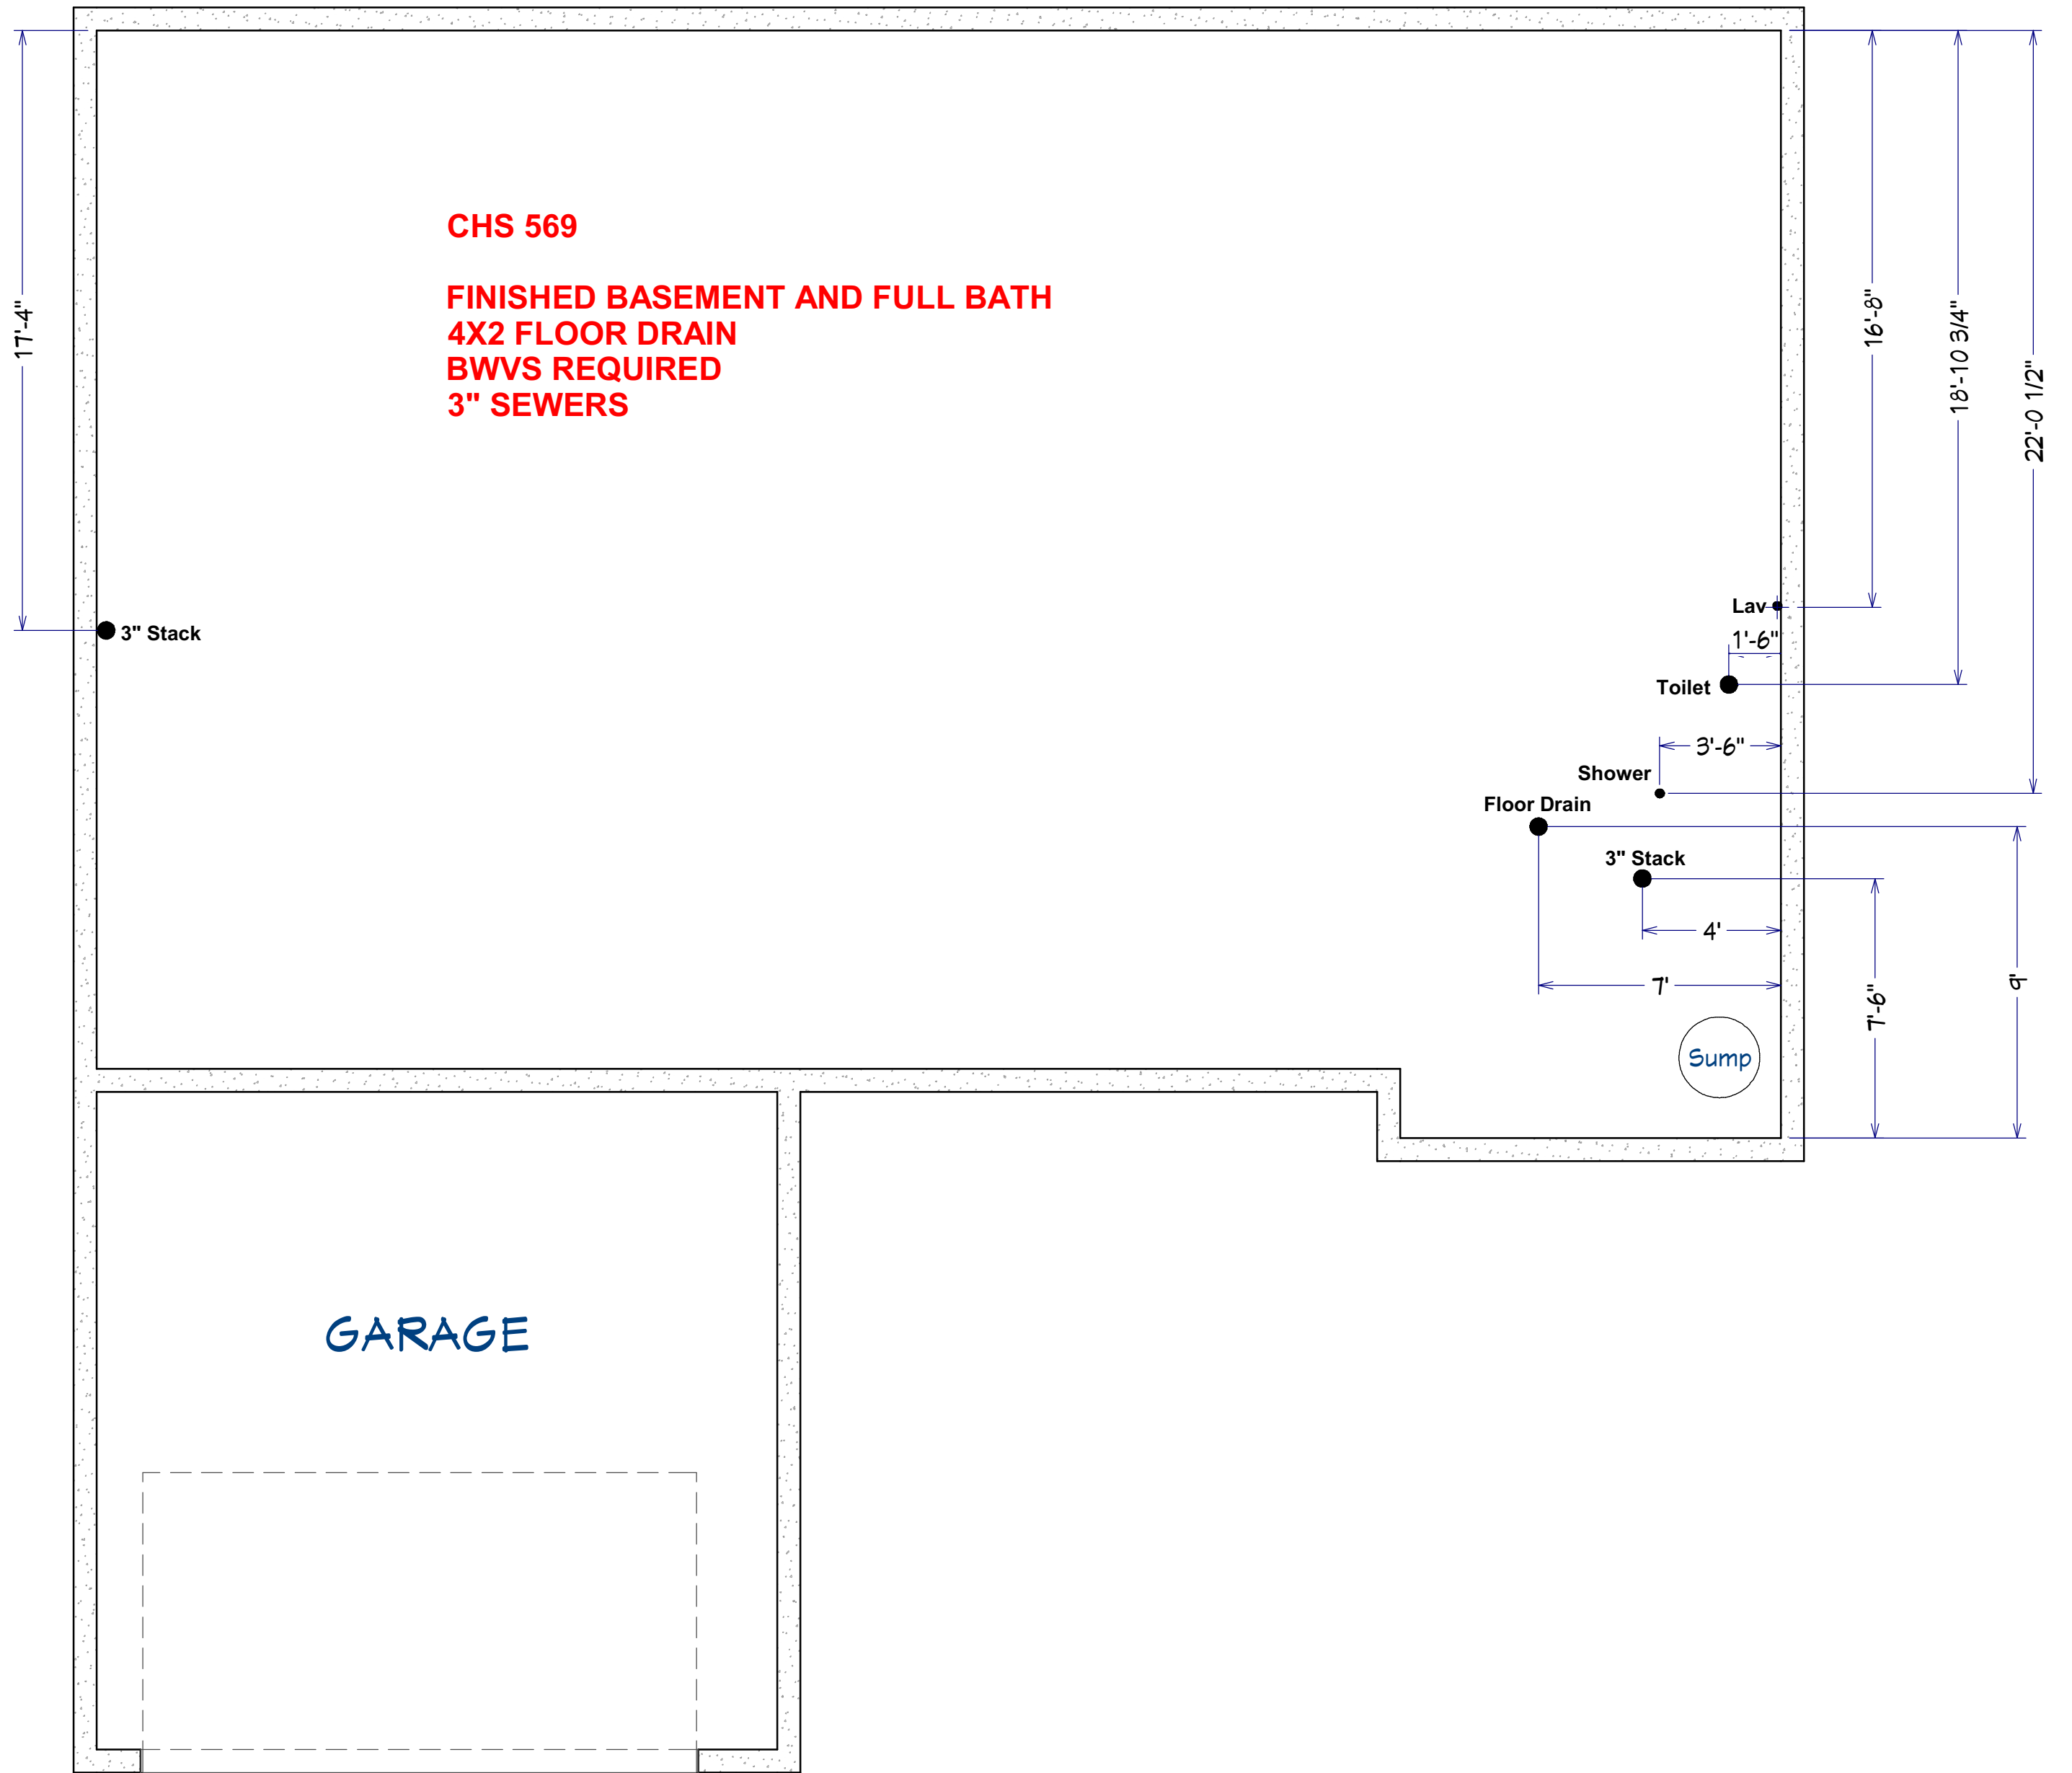 CHS 569
FINISHED BASEMENT AND FULL BATH
4X2 FLOOR DRAIN
BWVS REQUIRED
3" SEWERS
17'-4"
16'-8"
18'-10 3/4"
22'-0 1/2"
3" Stack
Lav
1'-6"
Toilet
3'-6"
Shower
Floor Drain
3" Stack
4'
7'
9'
7'-6"
Sump
GARAGE